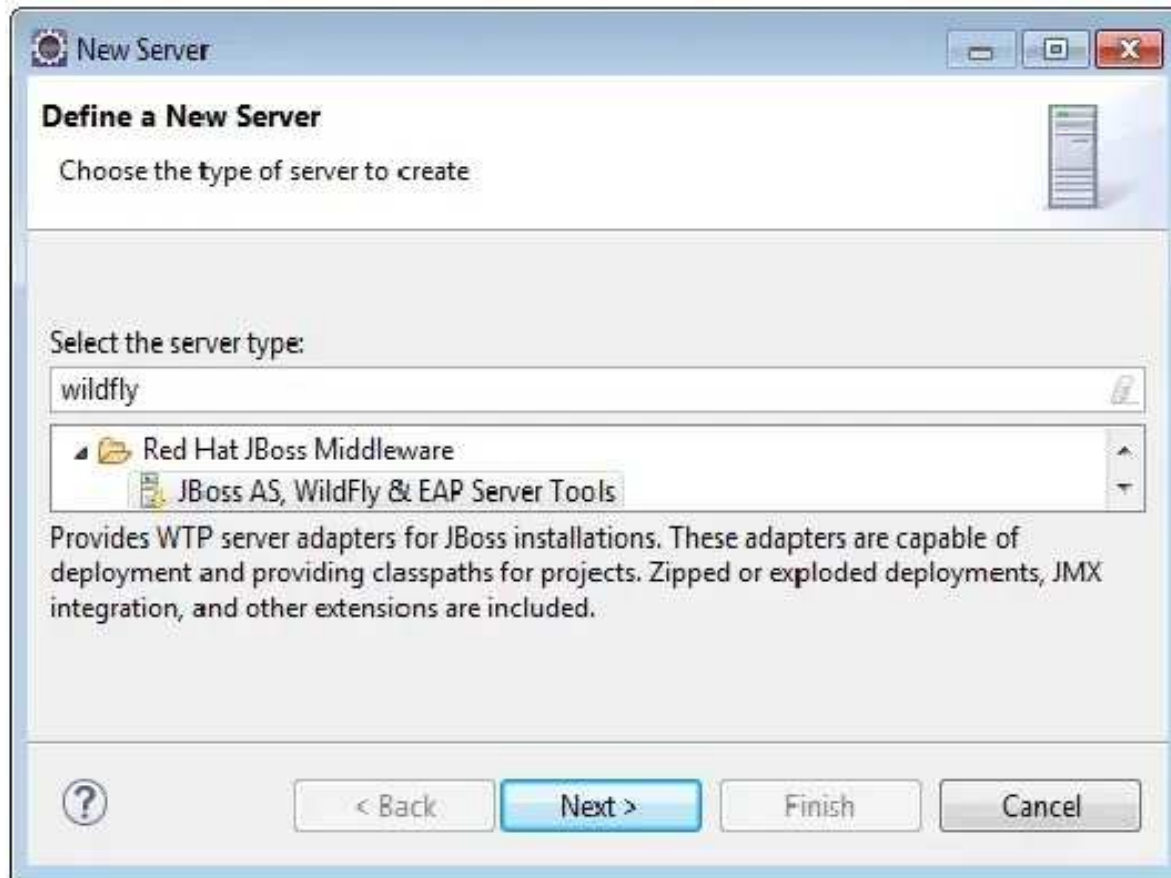 New Server
Define a New Server
Choose the type of server to create
Select the server type:
wildfly
Red Hat JBoss Middleware
JBoss AS, WildFly & EAP Server Tools
Provides WTP server adapters for JBoss installations. These adapters are capable of
deployment and providing classpaths for projects. Zipped or exploded deployments, JMX
integration, and other extensions are included.
?
< Back
Next >
Finish
Cancel